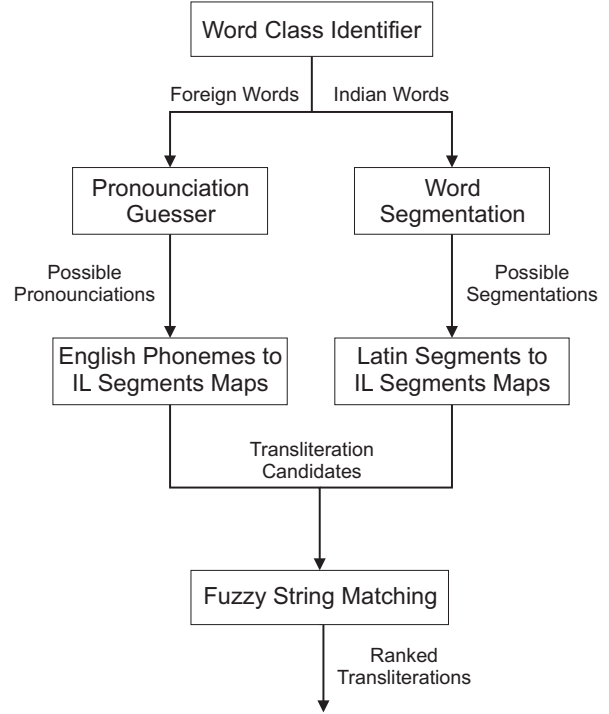 Word Class Identifier
Foreign Words
Indian Words
Pronounciation
Guesser
Word
Segmentation
Possible
Pronounciations
Possible
Segmentations
English Phonemes to
IL Segments Maps
Latin Segments to
IL Segments Maps
Transliteration
Candidates
Fuzzy String Matching
Ranked
Transliterations